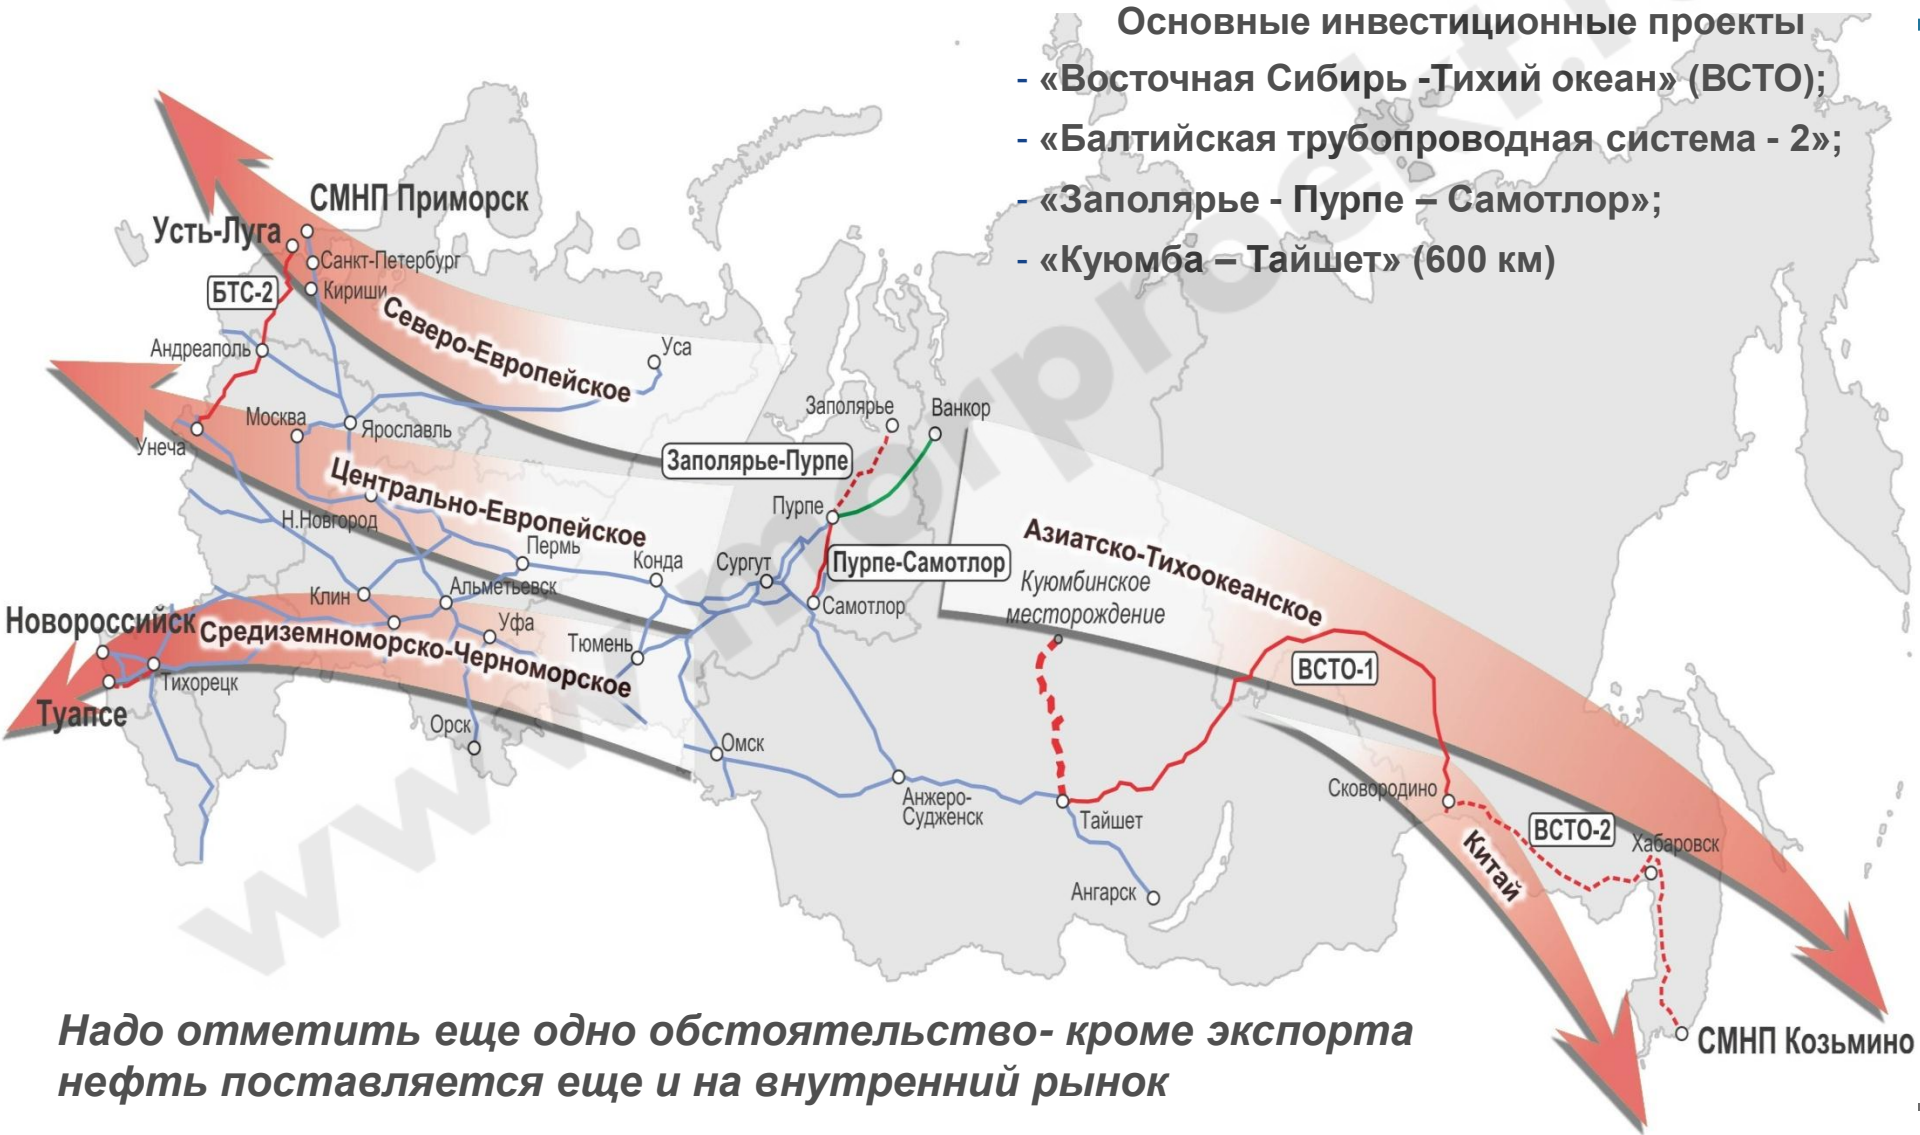 Основные инвестиционные проекты
- «Восточная Сибирь -Тихий океан» (ВСТО);
- «Балтийская трубопроводная система - 2»;
- «Заполярье - Пурпе – Самотлор»;
- «Куюмба – Тайшет» (600 км)
СМНП Приморск
Усть-Луга
Санкт-Петербург
БТС-2
Кириши
Северо-Европейское
Андреаполь
Уса
Москва
Ярославль
Унеча
Заполярье
Ванкор
Заполярье-Пурпе
Центрально-Европейское
Н.Новгород
Пурпе
Азиатско-Тихоокеанское
Пермь
Конда
Сургут
Пурпе-Самотлор
Куюмбинское
месторождение
Клин
Альметьевск
Самотлор
Новороссийск
Средиземноморско-Черноморское
Уфа
Тюмень
ВСТО-1
Тихорецк
Туапсе
Орск
Омск
Анжеро-
Судженск
Тайшет
Сковородино
ВСТО-2
Хабаровск
Китай
Ангарск
СМНП Козьмино
Надо отметить еще одно обстоятельство- кроме экспорта
нефть поставляется еще и на внутренний рынок